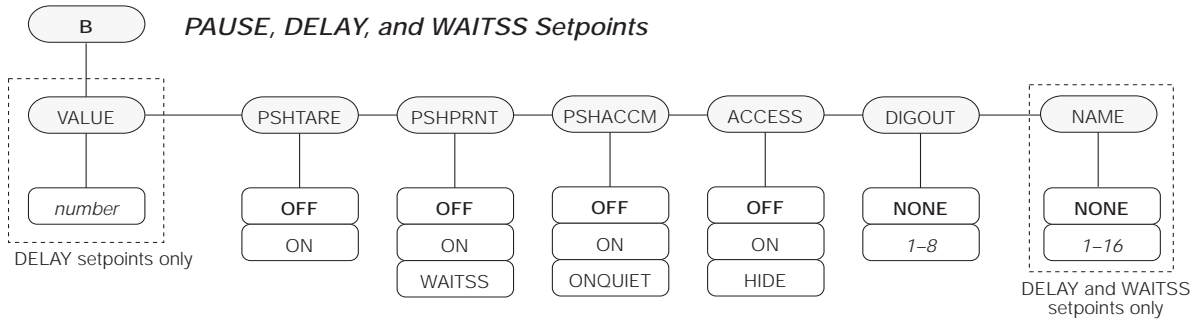 B
PAUSE, DELAY, and WAITSS Setpoints
VALUE
PSHTARE
PSHPRNT
PSHACCM
ACCESS
DIGOUT
NAME
number
OFF
OFF
OFF
OFF
NONE
NONE
ON
ON
ON
ON
1–8
1–16
WAITSS
ONQUIET
HIDE
DELAY setpoints only
DELAY and WAITSS
setpoints only